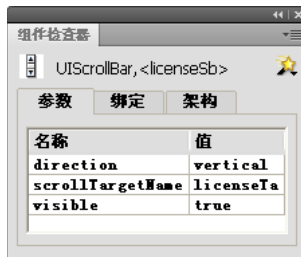 组件检查器
UIScrollBar,<licenseSb>
参数 绑定 架构
名称 值
direction vertical
scrollTargetName licenseTa
visible true